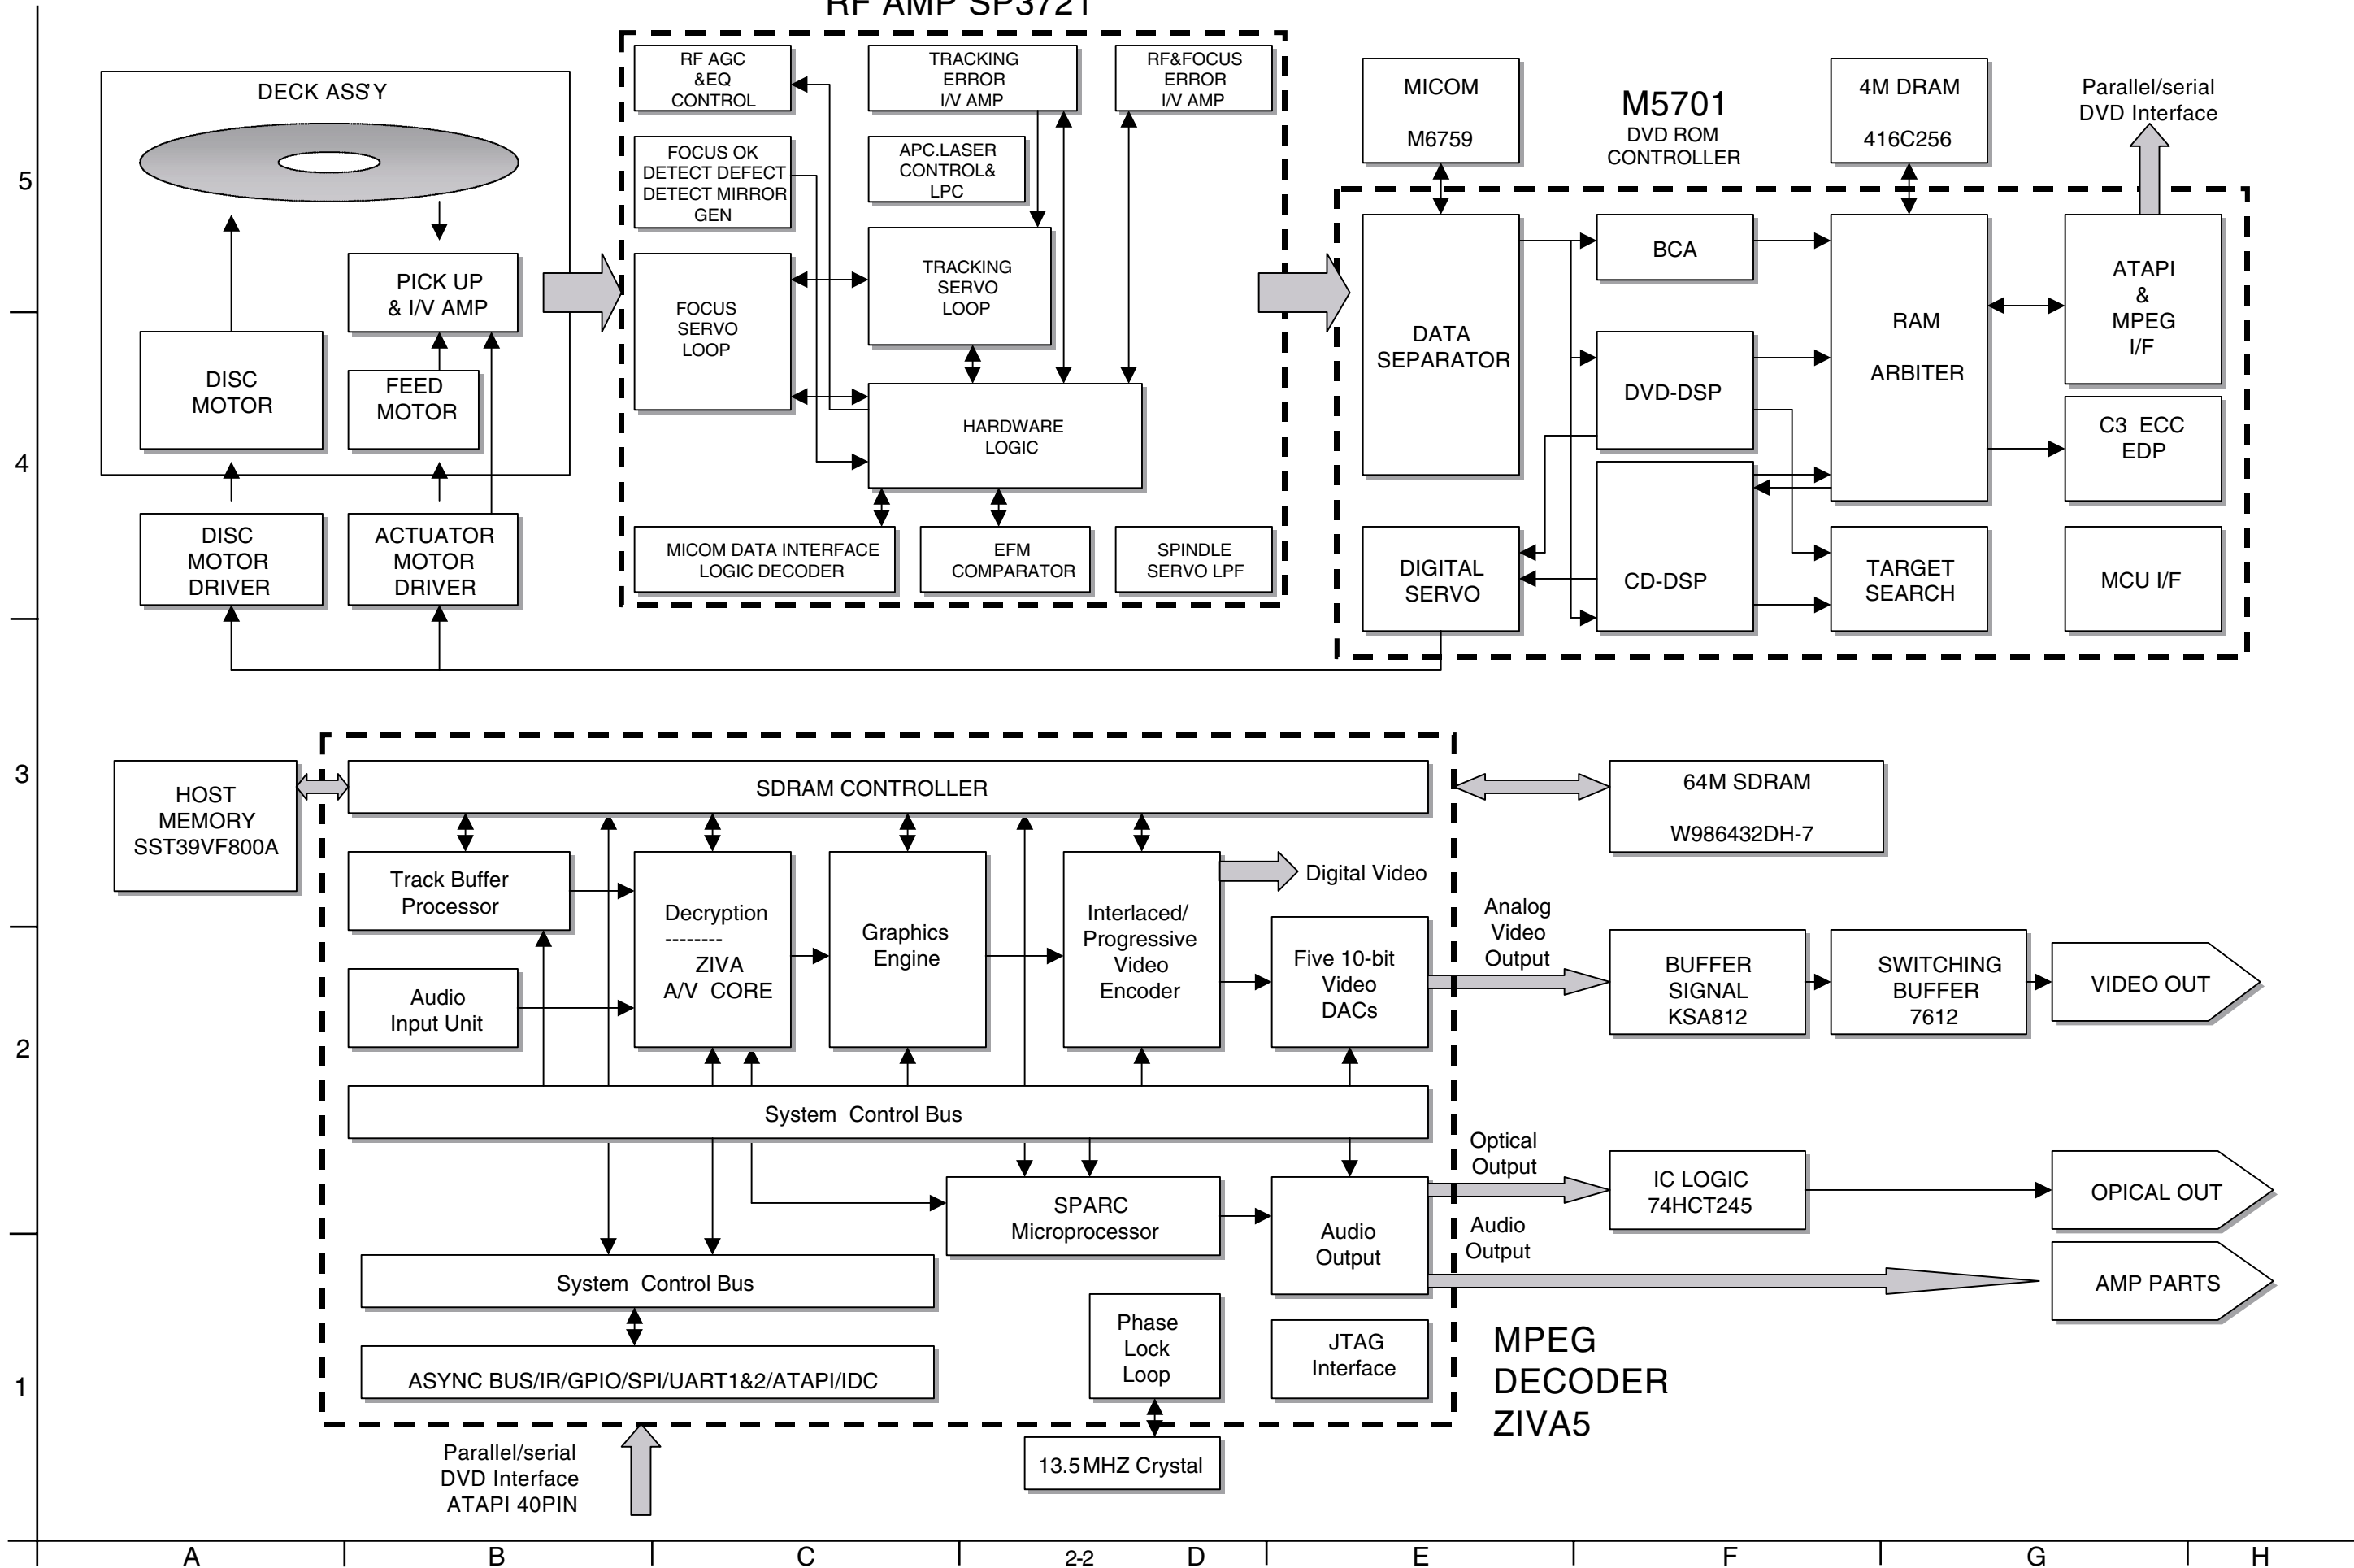 RF AMP SP3721
DECK ASS'Y
PICK UP
& I/V AMP
DISC
MOTOR
FEED
MOTOR
DISC
MOTOR
DRIVER
ACTUATOR
MOTOR
DRIVER
RF AGC
&EQ
CONTROL
TRACKING
ERROR
I/V AMP
RF&FOCUS
ERROR
I/V AMP
FOCUS OK
DETECT DEFECT
DETECT MIRROR
GEN
APC.LASER
CONTROL&
LPC
FOCUS
SERVO
LOOP
TRACKING
SERVO
LOOP
HARDWARE
LOGIC
MICOM DATA INTERFACE
LOGIC DECODER
EFM
COMPARATOR
SPINDLE
SERVO LPF
MICOM
M6759
M5701
DVD ROM
CONTROLLER
4M DRAM
416C256
Parallel/serial
DVD Interface
DATA
SEPARATOR
BCA
DVD-DSP
CD-DSP
RAM
ARBITER
ATAPI
&
MPEG
I/F
C3 ECC
EDP
DIGITAL
SERVO
TARGET
SEARCH
MCU I/F
5
4
3
2
1
HOST
MEMORY
SST39VF800A
SDRAM CONTROLLER
64M SDRAM
W986432DH-7
Track Buffer
Processor
Audio
Input Unit
Decryption
--------
ZIVA
A/V CORE
Graphics
Engine
Interlaced/
Progressive
Video
Encoder
Digital Video
Five 10-bit
Video
DACs
Analog
Video
Output
BUFFER
SIGNAL
KSA812
SWITCHING
BUFFER
7612
VIDEO OUT
System Control Bus
SPARC
Microprocessor
Audio
Output
Optical
Output
IC LOGIC
74HCT245
OPICAL OUT
Audio
Output
AMP PARTS
System Control Bus
ASYNC BUS/IR/GPIO/SPI/UART1&2/ATAPI/IDC
Phase
Lock
Loop
JTAG
Interface
MPEG
DECODER
ZIVA5
Parallel/serial
DVD Interface
ATAPI 40PIN
13.5MHZ Crystal
A B C 2-2 D E F G H